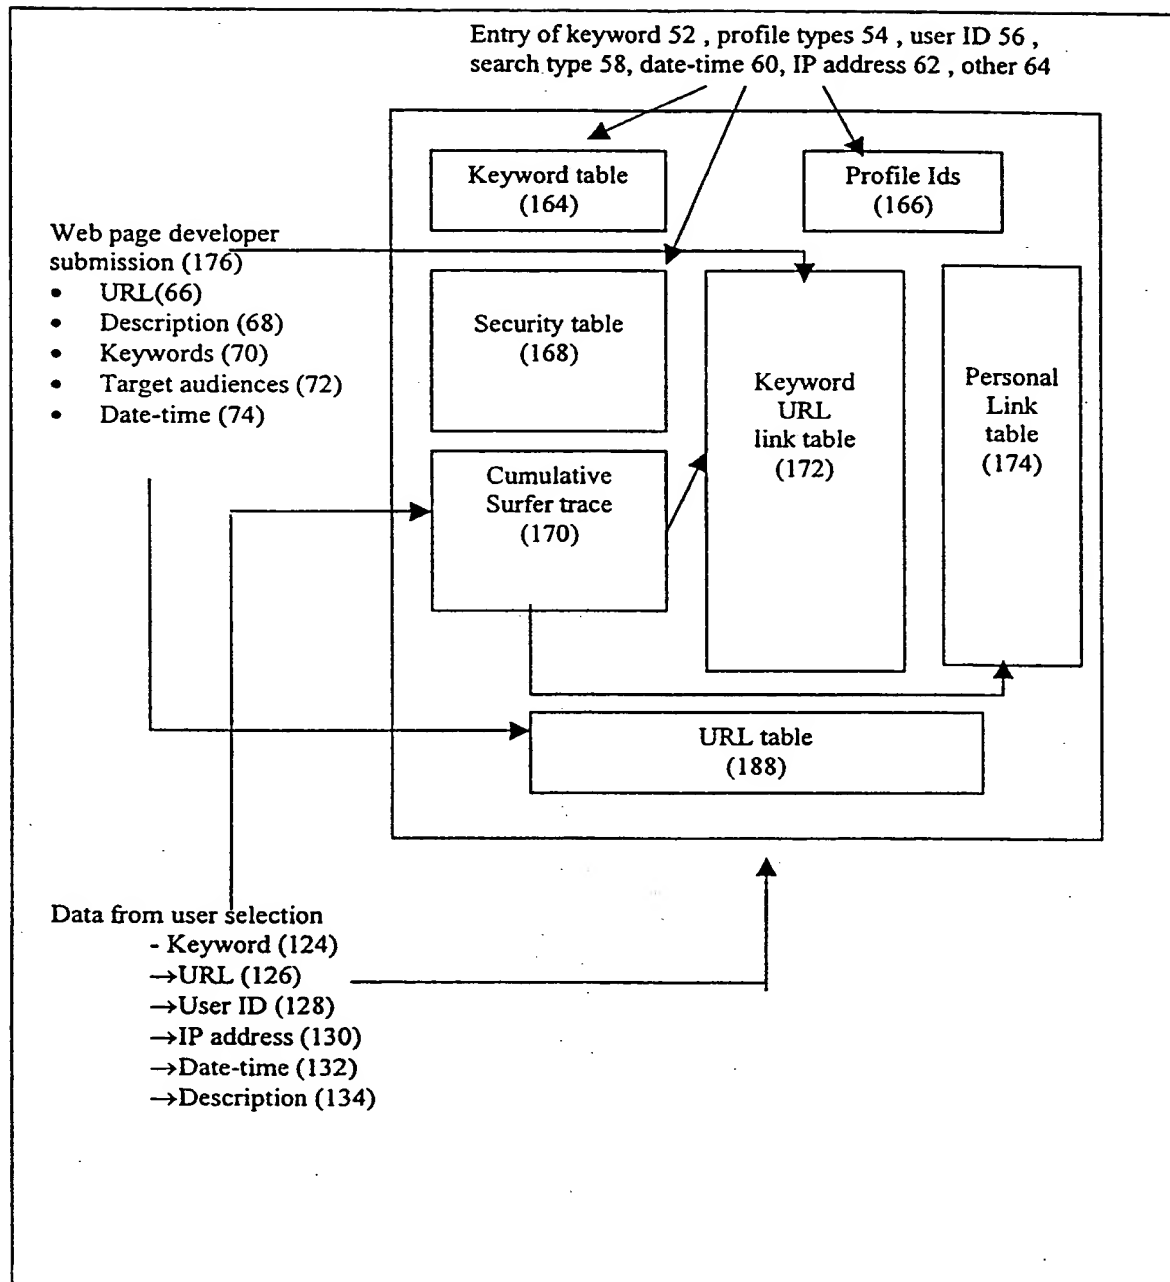 Entry of keyword 52 , profile types 54 , user ID 56 ,
search type 58, date-time 60, IP address 62 , other 64
Keyword table
(164)
Profile Ids
(166)
Web page developer
submission (176)
• URL(66)
• Description (68)
• Keywords (70)
• Target audiences (72)
• Date-time (74)
Security table
(168)
Keyword
URL
link table
(172)
Personal
Link
table
(174)
Cumulative
Surfer trace
(170)
URL table
(188)
Data from user selection
- Keyword (124)
→URL (126)
→User ID (128)
→IP address (130)
→Date-time (132)
→Description (134)